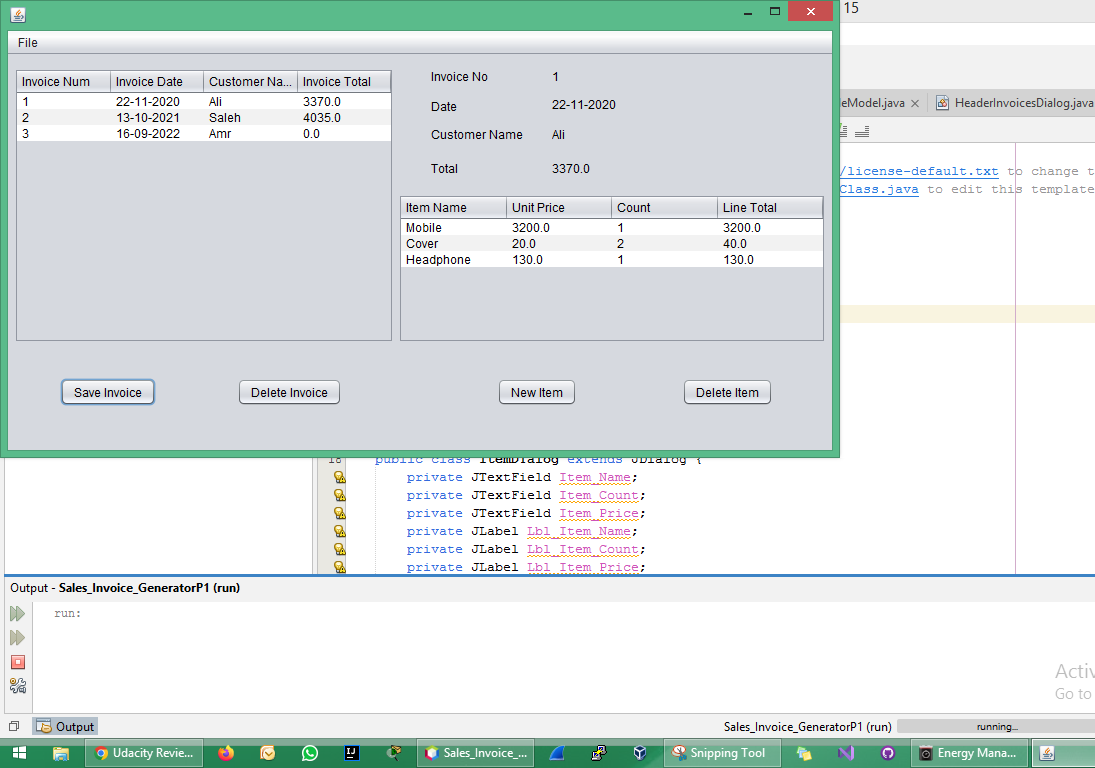 15
File
Invoice Num Invoice Date Customer Na... Invoice Total
1 22-11-2020 Ali 3370.0
2 13-10-2021 Saleh 4035.0
3 16-09-2022 Amr 0.0
Invoice No 1
Date 22-11-2020
Customer Name Ali
Total 3370.0
Item Name Unit Price Count Line Total
Mobile 3200.0 1 3200.0
Cover 20.0 2 40.0
Headphone 130.0 1 130.0
Save Invoice Delete Invoice New Item Delete Item
eModel.java HeaderInvoicesDialog.java
/license-default.txt to change t
Class.java to edit this template
18 public class ItemDialog extends JDialog {
private JTextField Item_Name;
private JTextField Item_Count;
private JTextField Item_Price;
private JLabel Lbl_Item_Name;
private JLabel Lbl_Item_Count;
private JLabel Lbl_Item_Price;
Output - Sales_Invoice_GeneratorP1 (run)
run:
Activ
Go to
Output Sales_Invoice_GeneratorP1 (run) running...
Udacity Revie... Sales_Invoice_... Snipping Tool Energy Mana...